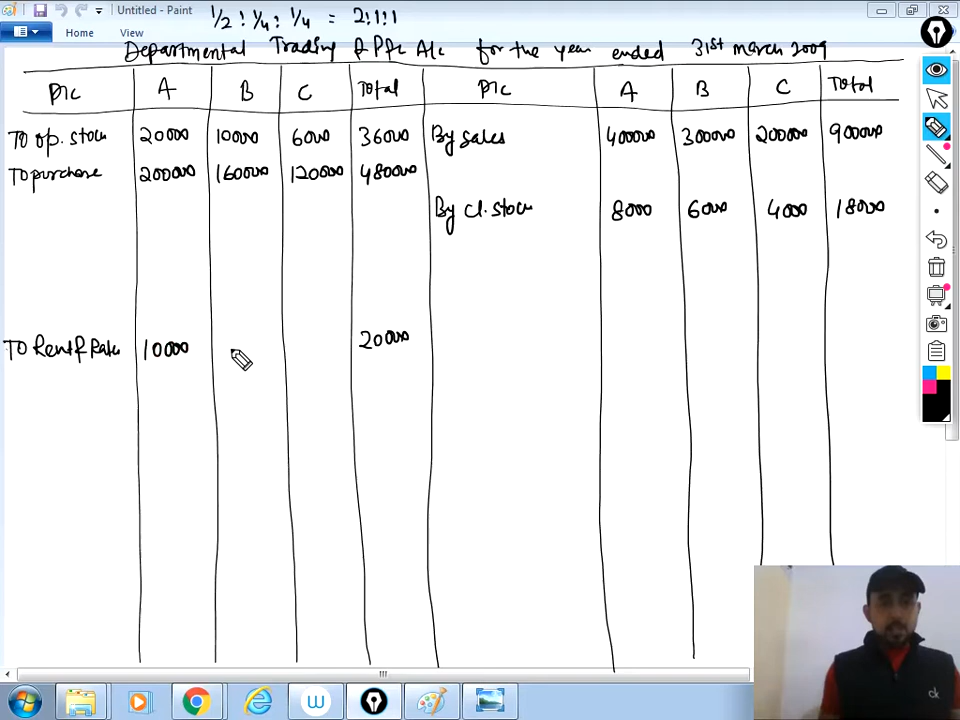 Untitled - Paint
1/2 : 1/4 : 1/4 = 2:1:1
Home View
Departmental Trading & P&L A/c for the year ended 31st march 2009
P/c A B C Total P/c A B C Total
To op. stock 20000 10000 6000 36000 By sales 400000 300000 200000 900000
To purchase 200000 160000 120000 480000
By cl. stock 8000 6000 4000 18000
To Rent & Rates 10000 20000
ck